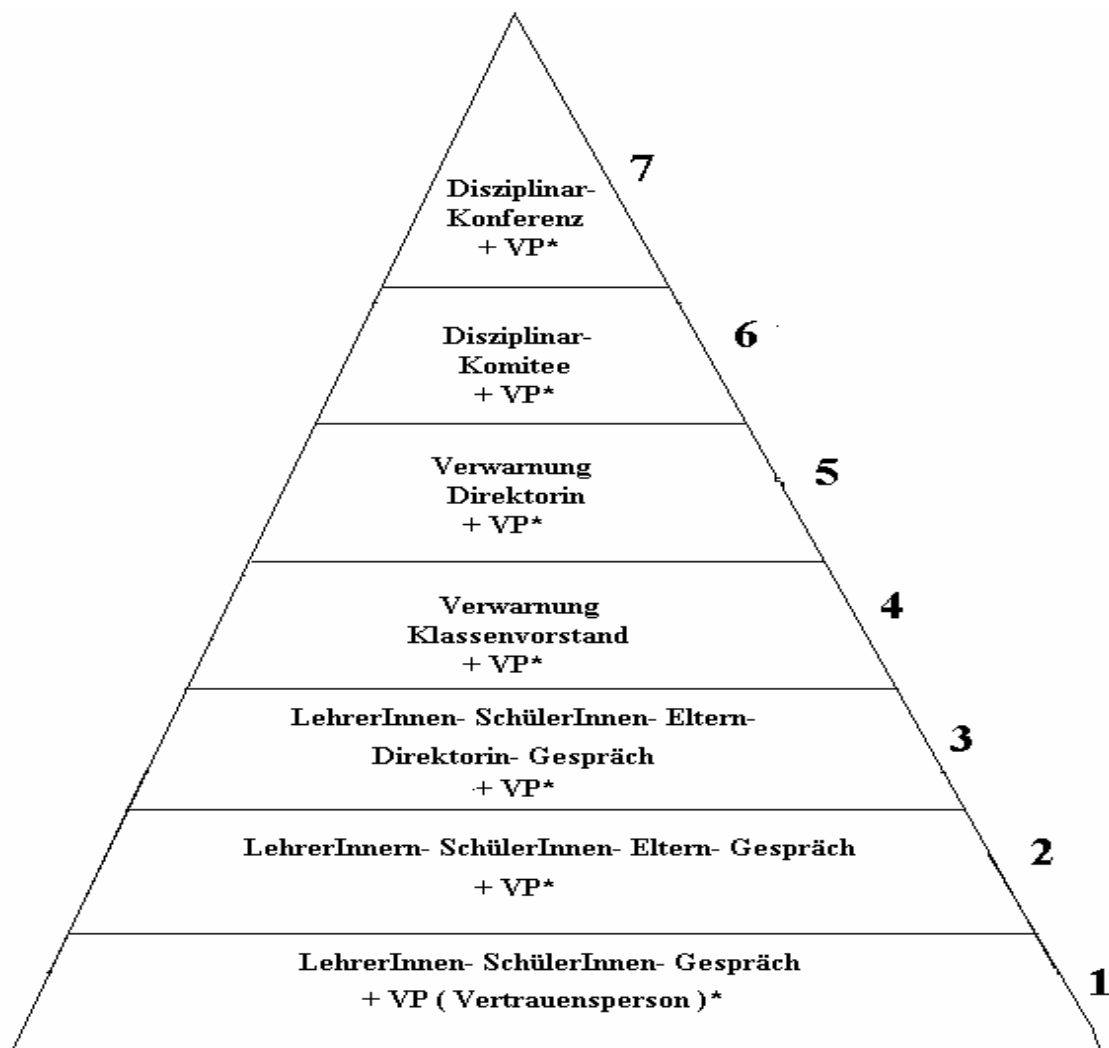 7
Disziplinar-
Konferenz
+ VP*
6
Disziplinar-
Komitee
+ VP*
5
Verwarnung
Direktorin
+ VP*
4
Verwarnung
Klassenvorstand
+ VP*
3
LehrerInnen- SchülerInnen- Eltern-
Direktorin- Gespräch
+ VP*
2
LehrerInnern- SchülerInnen- Eltern- Gespräch
+ VP*
1
LehrerInnen- SchülerInnen- Gespräch
+ VP ( Vertrauensperson )*